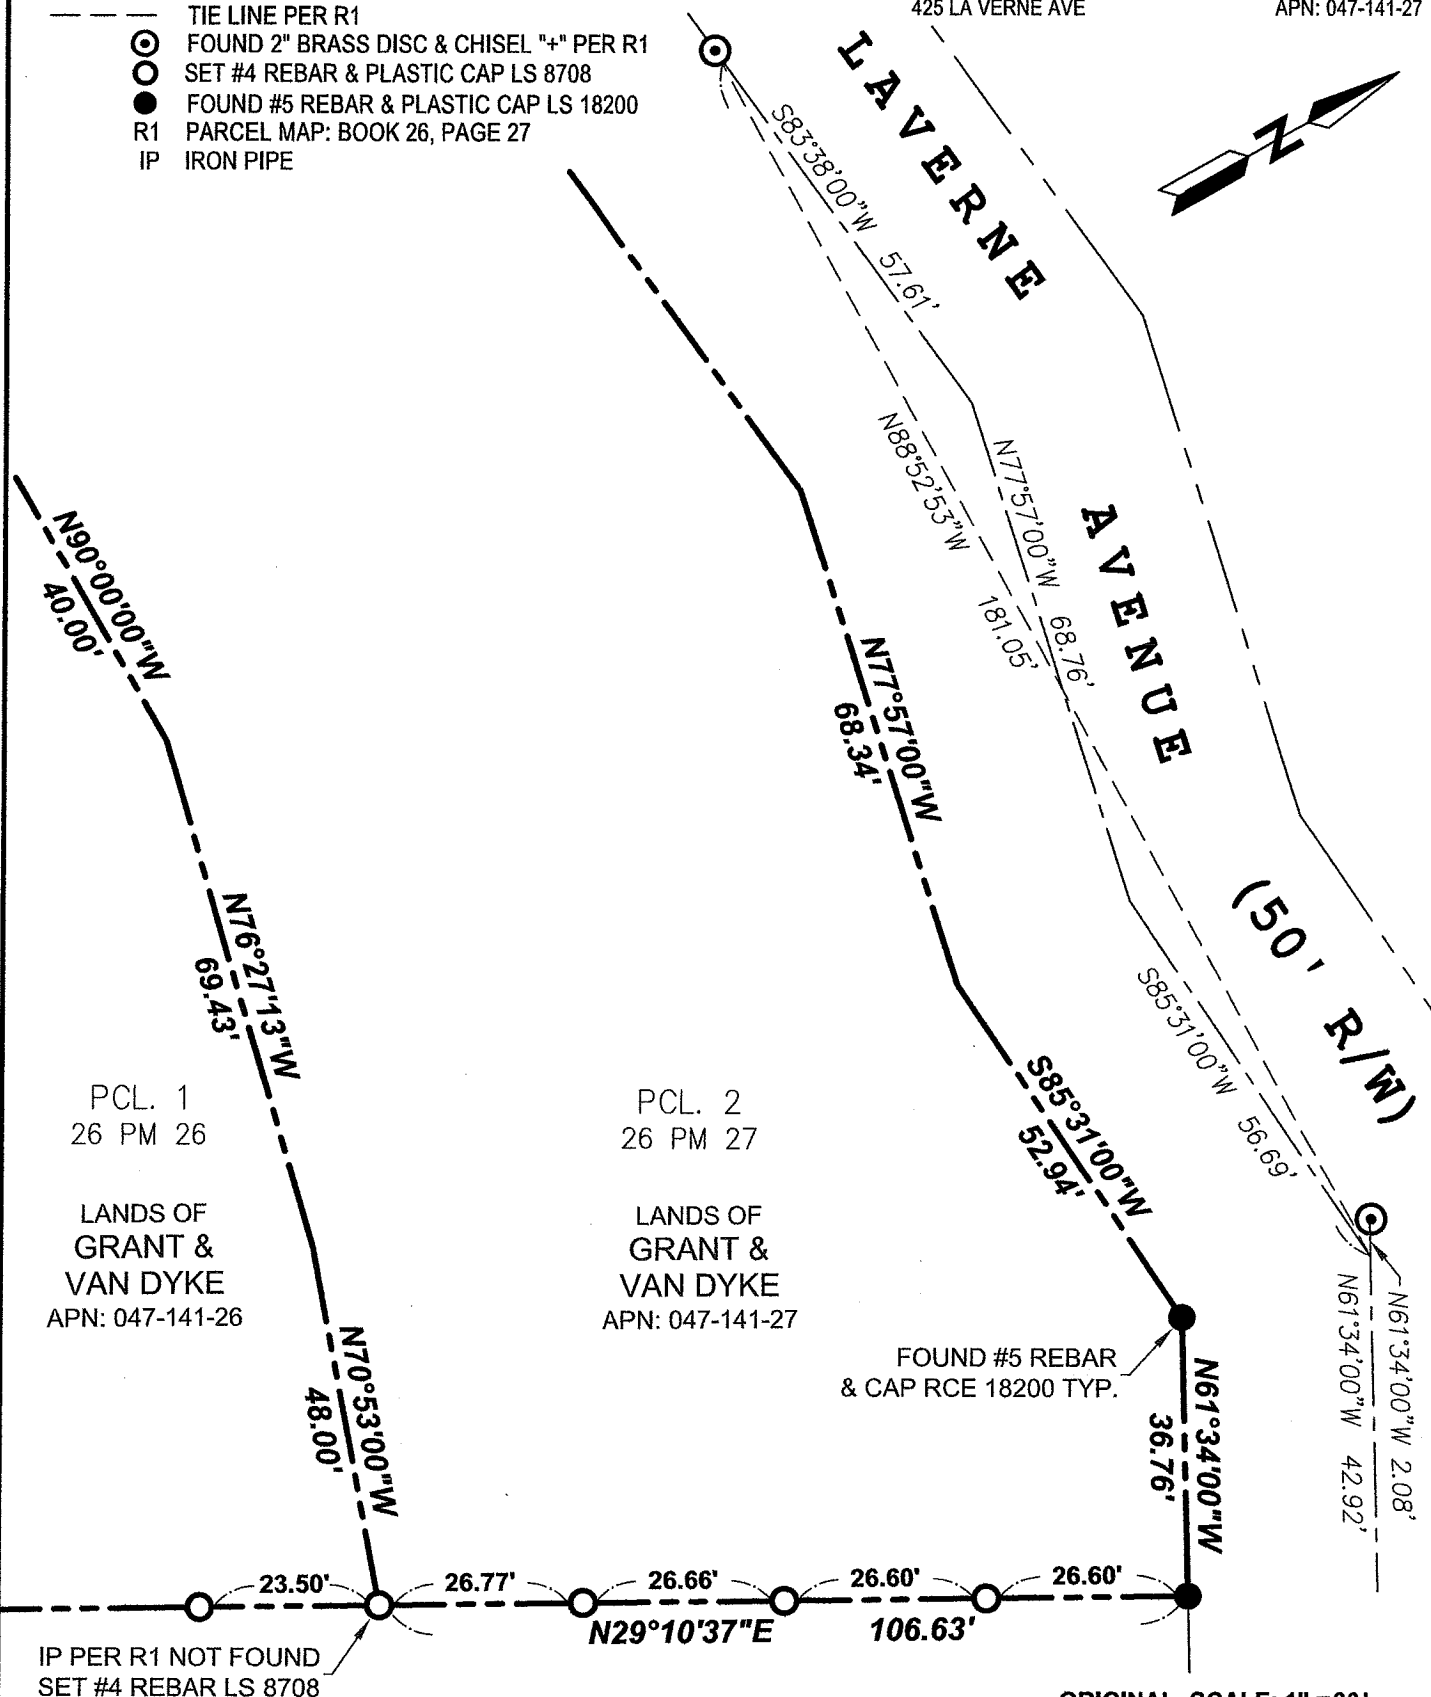 TIE LINE PER R1
FOUND 2" BRASS DISC & CHISEL "+" PER R1
SET #4 REBAR & PLASTIC CAP LS 8708
FOUND #5 REBAR & PLASTIC CAP LS 18200
R1 PARCEL MAP: BOOK 26, PAGE 27
IP IRON PIPE
425 LA VERNE AVE
APN: 047-141-27
N
LAVERNE
AVENUE
(50' R/W)
S83°38'00"W 57.61'
N88°52'53"W 181.05'
N77°57'00"W 68.76'
S85°31'00"W 56.69'
N61°34'00"W 2.08'
N61°34'00"W 42.92'
N90°00'00"W
40.00'
N77°57'00"W
68.34'
N76°27'13"W
69.43'
S85°31'00"W
52.94'
PCL. 1
26 PM 26
LANDS OF
GRANT &
VAN DYKE
APN: 047-141-26
PCL. 2
26 PM 27
LANDS OF
GRANT &
VAN DYKE
APN: 047-141-27
FOUND #5 REBAR
& CAP RCE 18200 TYP.
N61°34'00"W
36.76'
N70°53'00"W
48.00'
23.50'
26.77'
26.66'
26.60'
26.60'
N29°10'37"E 106.63'
IP PER R1 NOT FOUND
SET #4 REBAR LS 8708